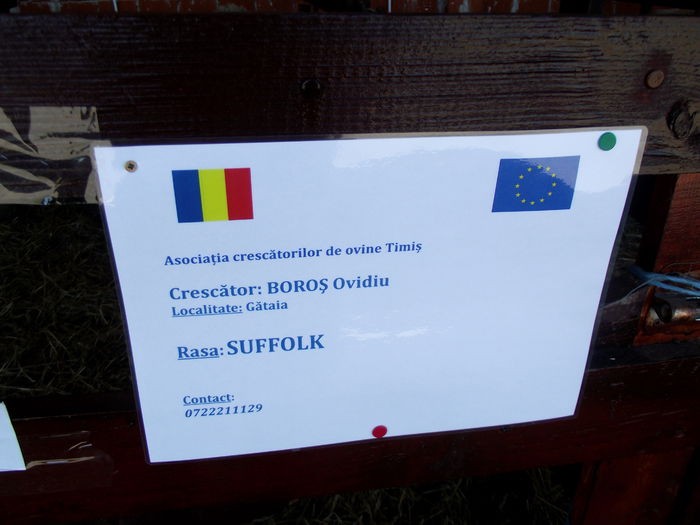 Asociația crescătorilor de ovine Timiș
Crescător: BOROȘ Ovidiu
Localitate: Gătaia
Rasa: SUFFOLK
Contact:
0722211129